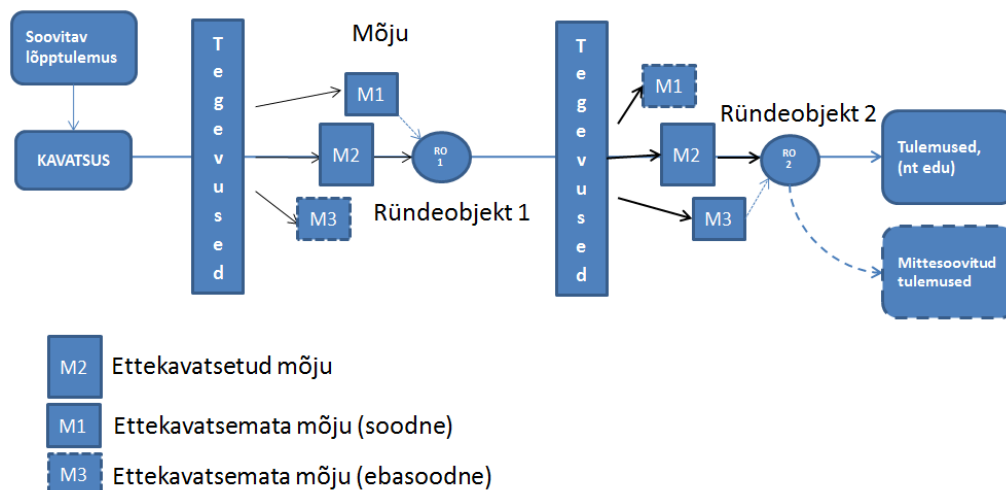 Soovitav
lõpptulemus
KAVATSUS
Tegevused
Mõju
M1
M2
M3
RO
1
Ründeobjekt 1
Tegevused
M1
Ründeobjekt 2
M2
M3
RO
2
Tulemused,
(nt edu)
Mittesoovitud
tulemused
M2 Ettekavatsetud mõju
M1 Ettekavatsemata mõju (soodne)
M3 Ettekavatsemata mõju (ebasoodne)